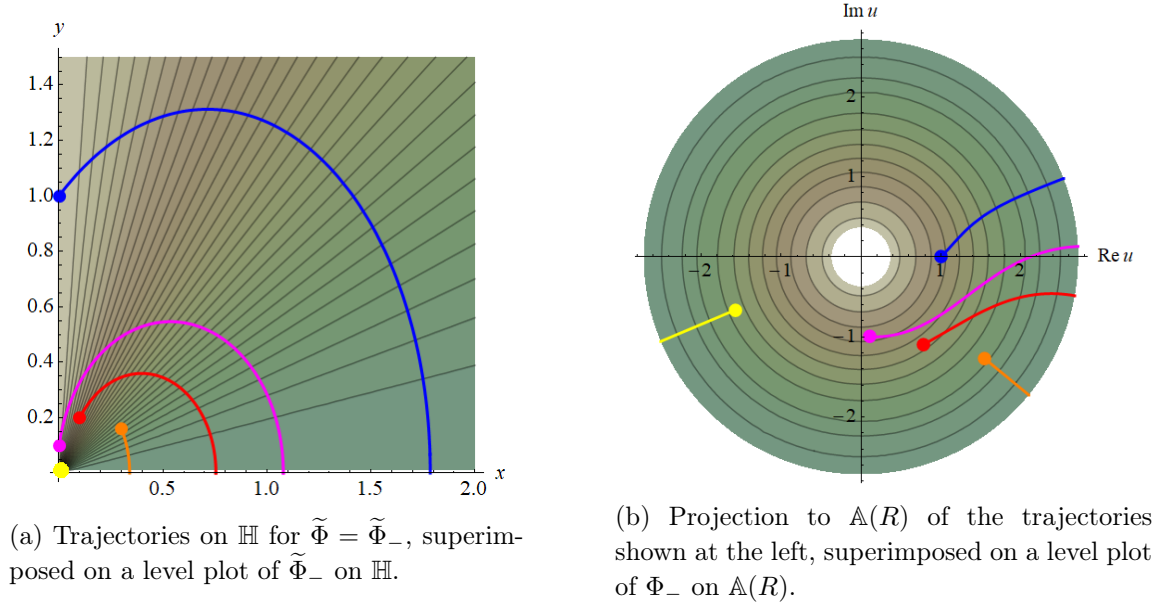 y
1.4
1.2
1.0
0.8
0.6
0.4
0.2
0.5
1.0
1.5
2.0
x
(a) Trajectories on ℍ for Φ̃ = Φ̃₋, superim-
posed on a level plot of Φ̃₋ on ℍ.
Im u
2
1
−2
−1
1
2
Re u
−1
−2
(b) Projection to 𝔸(R) of the trajectories
shown at the left, superimposed on a level plot
of Φ₋ on 𝔸(R).